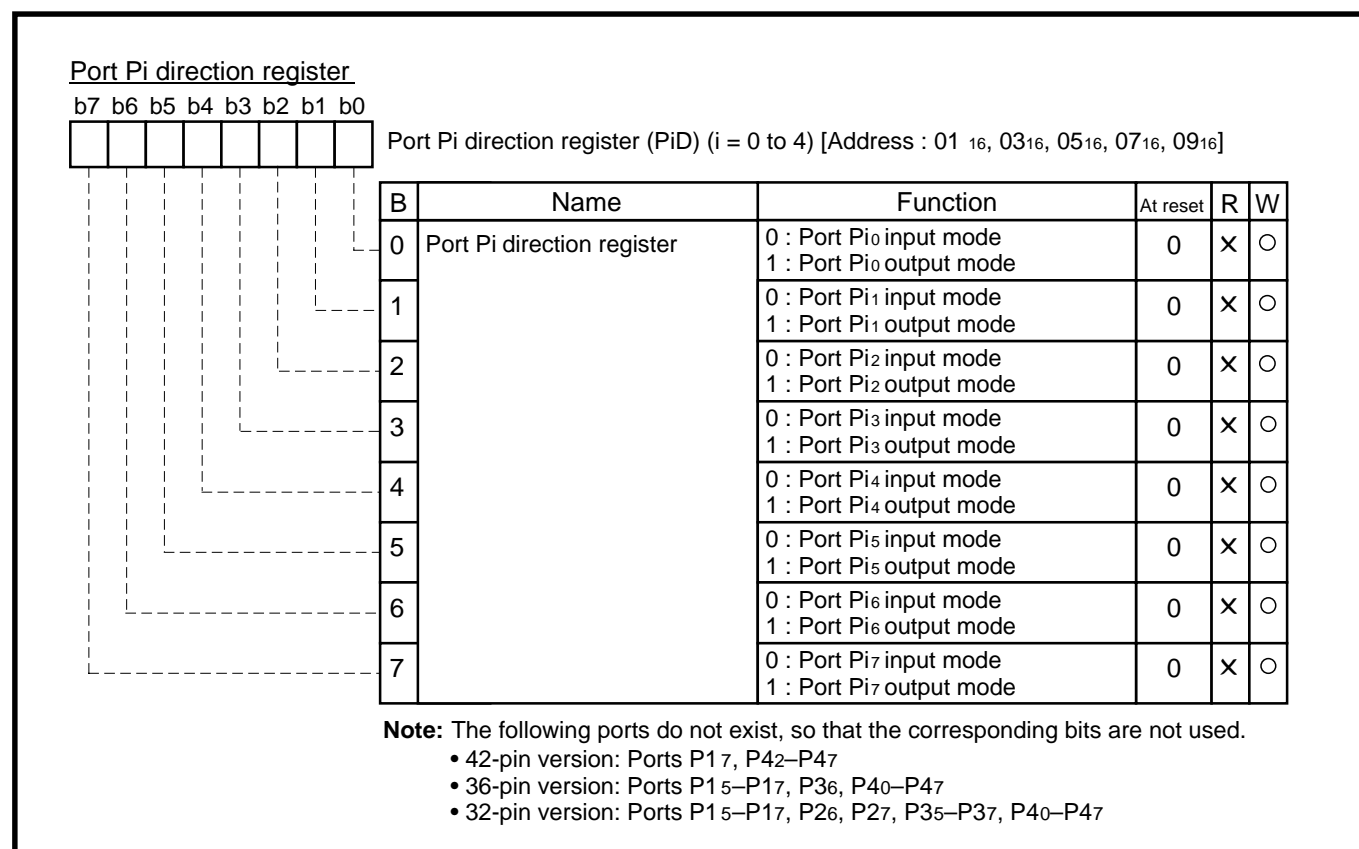 Port Pi direction register
b7 b6 b5 b4 b3 b2 b1 b0
Port Pi direction register (PiD) (i = 0 to 4) [Address : 01 16, 0316, 0516, 0716, 0916]
B Name Function At reset R W
0 Port Pi direction register 0 : Port Pi0 input mode
1 : Port Pi0 output mode 0 × ○
1 0 : Port Pi1 input mode
1 : Port Pi1 output mode 0 × ○
2 0 : Port Pi2 input mode
1 : Port Pi2 output mode 0 × ○
3 0 : Port Pi3 input mode
1 : Port Pi3 output mode 0 × ○
4 0 : Port Pi4 input mode
1 : Port Pi4 output mode 0 × ○
5 0 : Port Pi5 input mode
1 : Port Pi5 output mode 0 × ○
6 0 : Port Pi6 input mode
1 : Port Pi6 output mode 0 × ○
7 0 : Port Pi7 input mode
1 : Port Pi7 output mode 0 × ○
Note: The following ports do not exist, so that the corresponding bits are not used.
• 42-pin version: Ports P17, P42–P47
• 36-pin version: Ports P15–P17, P36, P40–P47
• 32-pin version: Ports P15–P17, P26, P27, P35–P37, P40–P47